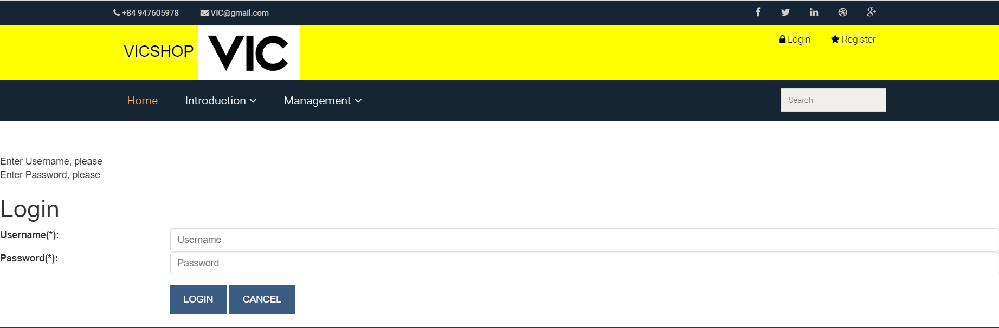 +84 947605978 VIC@gmail.com
VICSHOP VIC
Login Register
Home Introduction Management Search
Enter Username, please
Enter Password, please
Login
Username(*): Username
Password(*): Password
LOGIN CANCEL